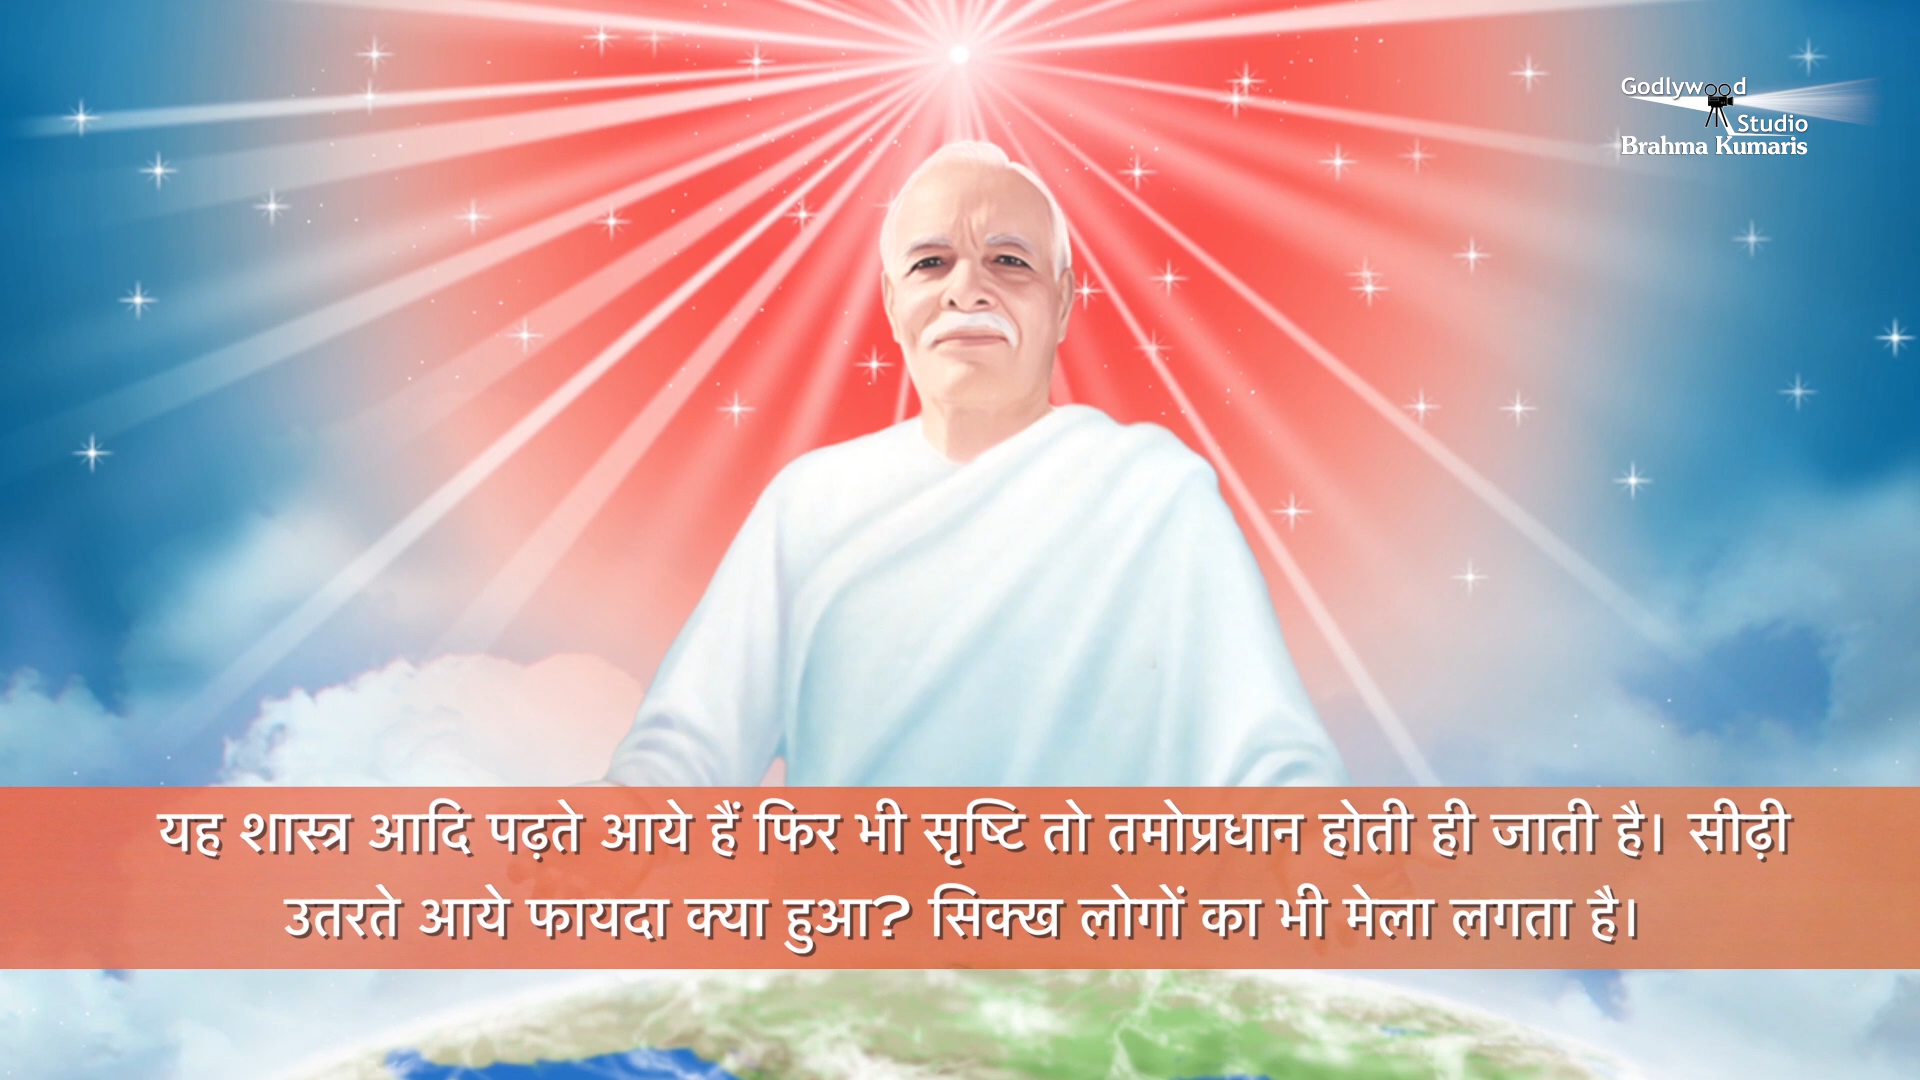 Godlywood
Studio
Brahma Kumaris
यह शास्त्र आदि पढ़ते आये हैं फिर भी सृष्टि तो तमोप्रधान होती ही जाती है। सीढ़ी
उतरते आये फायदा क्या हुआ? सिक्ख लोगों का भी मेला लगता है।